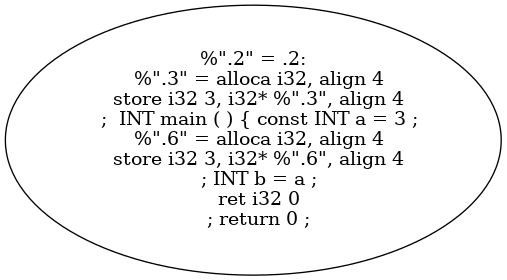 %".2" = .2:
%".3" = alloca i32, align 4
store i32 3, i32* %".3", align 4
;  INT main ( ) { const INT a = 3 ;
%".6" = alloca i32, align 4
store i32 3, i32* %".6", align 4
; INT b = a ;
ret i32 0
; return 0 ;